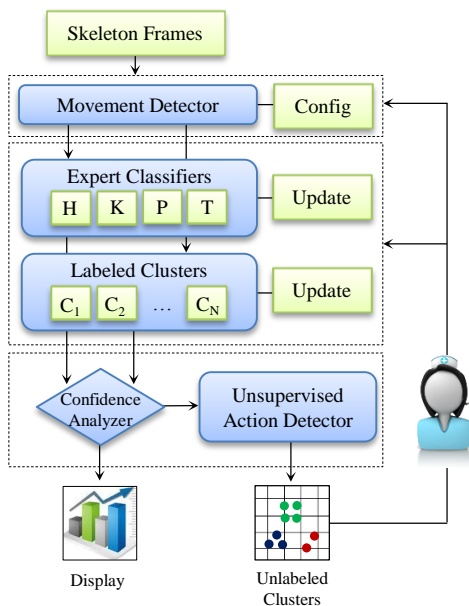 Skeleton Frames
Movement Detector
Config
Expert Classifiers
H K P T
Update
Labeled Clusters
C1 C2 … CN
Update
Confidence
Analyzer
Unsupervised
Action Detector
Display
Unlabeled
Clusters